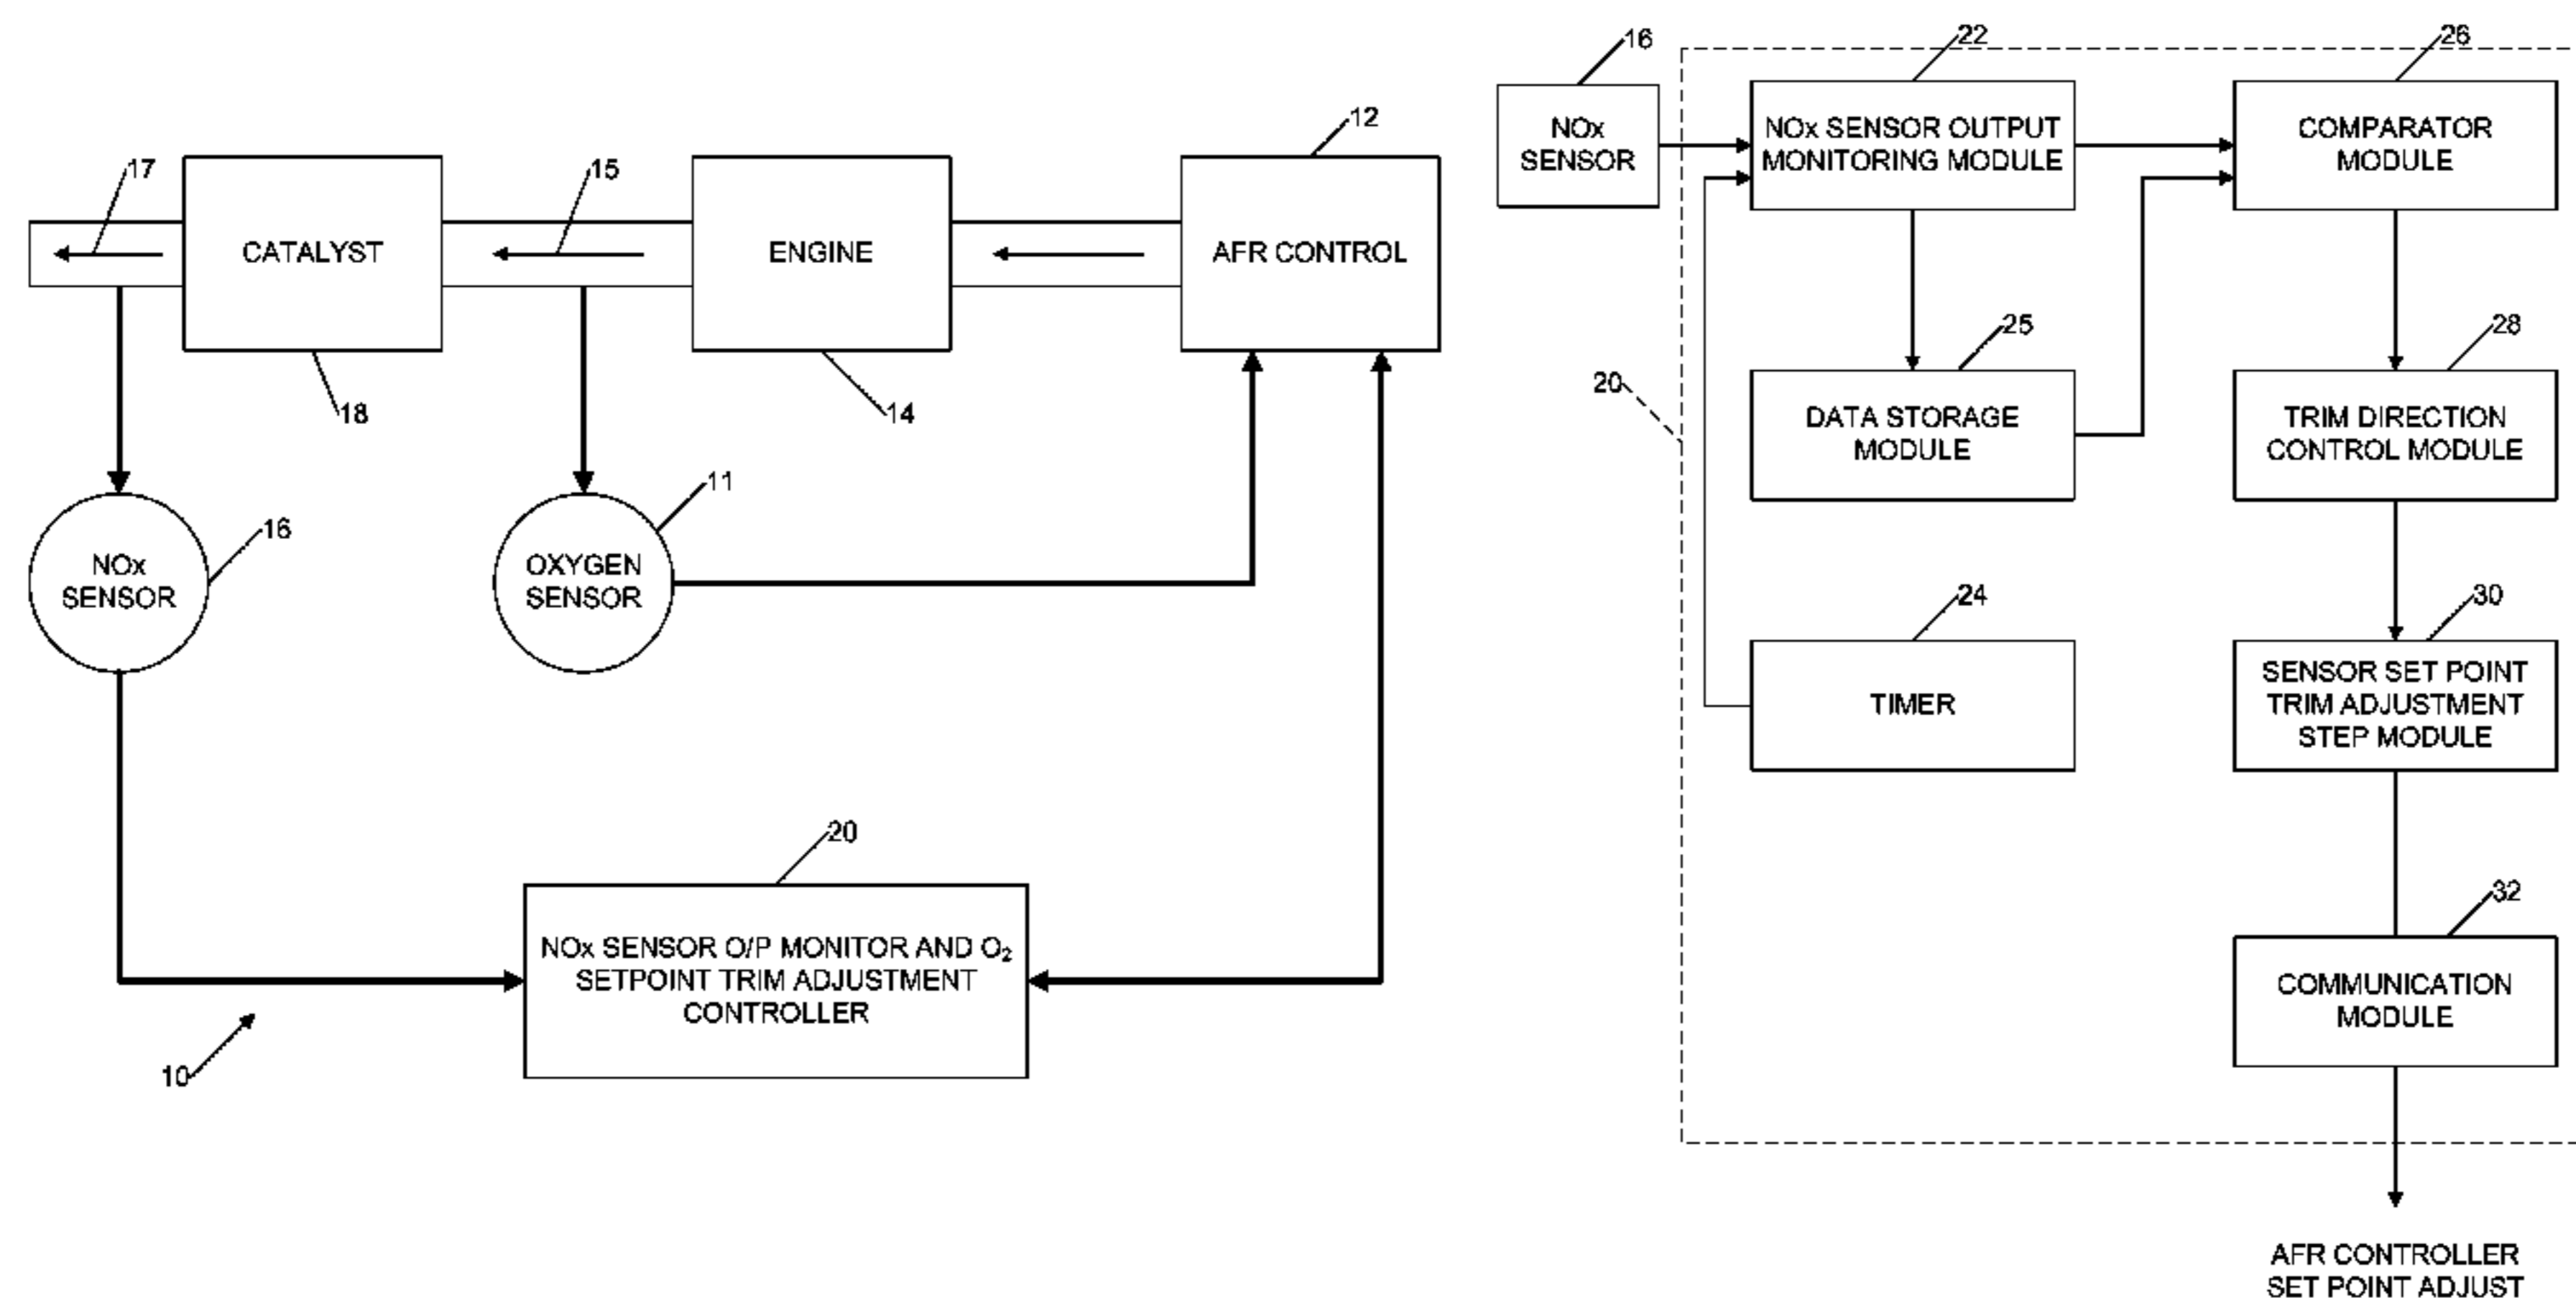 17
15
12
CATALYST
ENGINE
AFR CONTROL
18
14
11
16
NOx
SENSOR
OXYGEN
SENSOR
20
NOx SENSOR O/P MONITOR AND O₂
SETPOINT TRIM ADJUSTMENT
CONTROLLER
10
16
22
26
NOx
SENSOR
NOx SENSOR OUTPUT
MONITORING MODULE
COMPARATOR
MODULE
25
28
20
DATA STORAGE
MODULE
TRIM DIRECTION
CONTROL MODULE
24
30
TIMER
SENSOR SET POINT
TRIM ADJUSTMENT
STEP MODULE
32
COMMUNICATION
MODULE
AFR CONTROLLER
SET POINT ADJUST